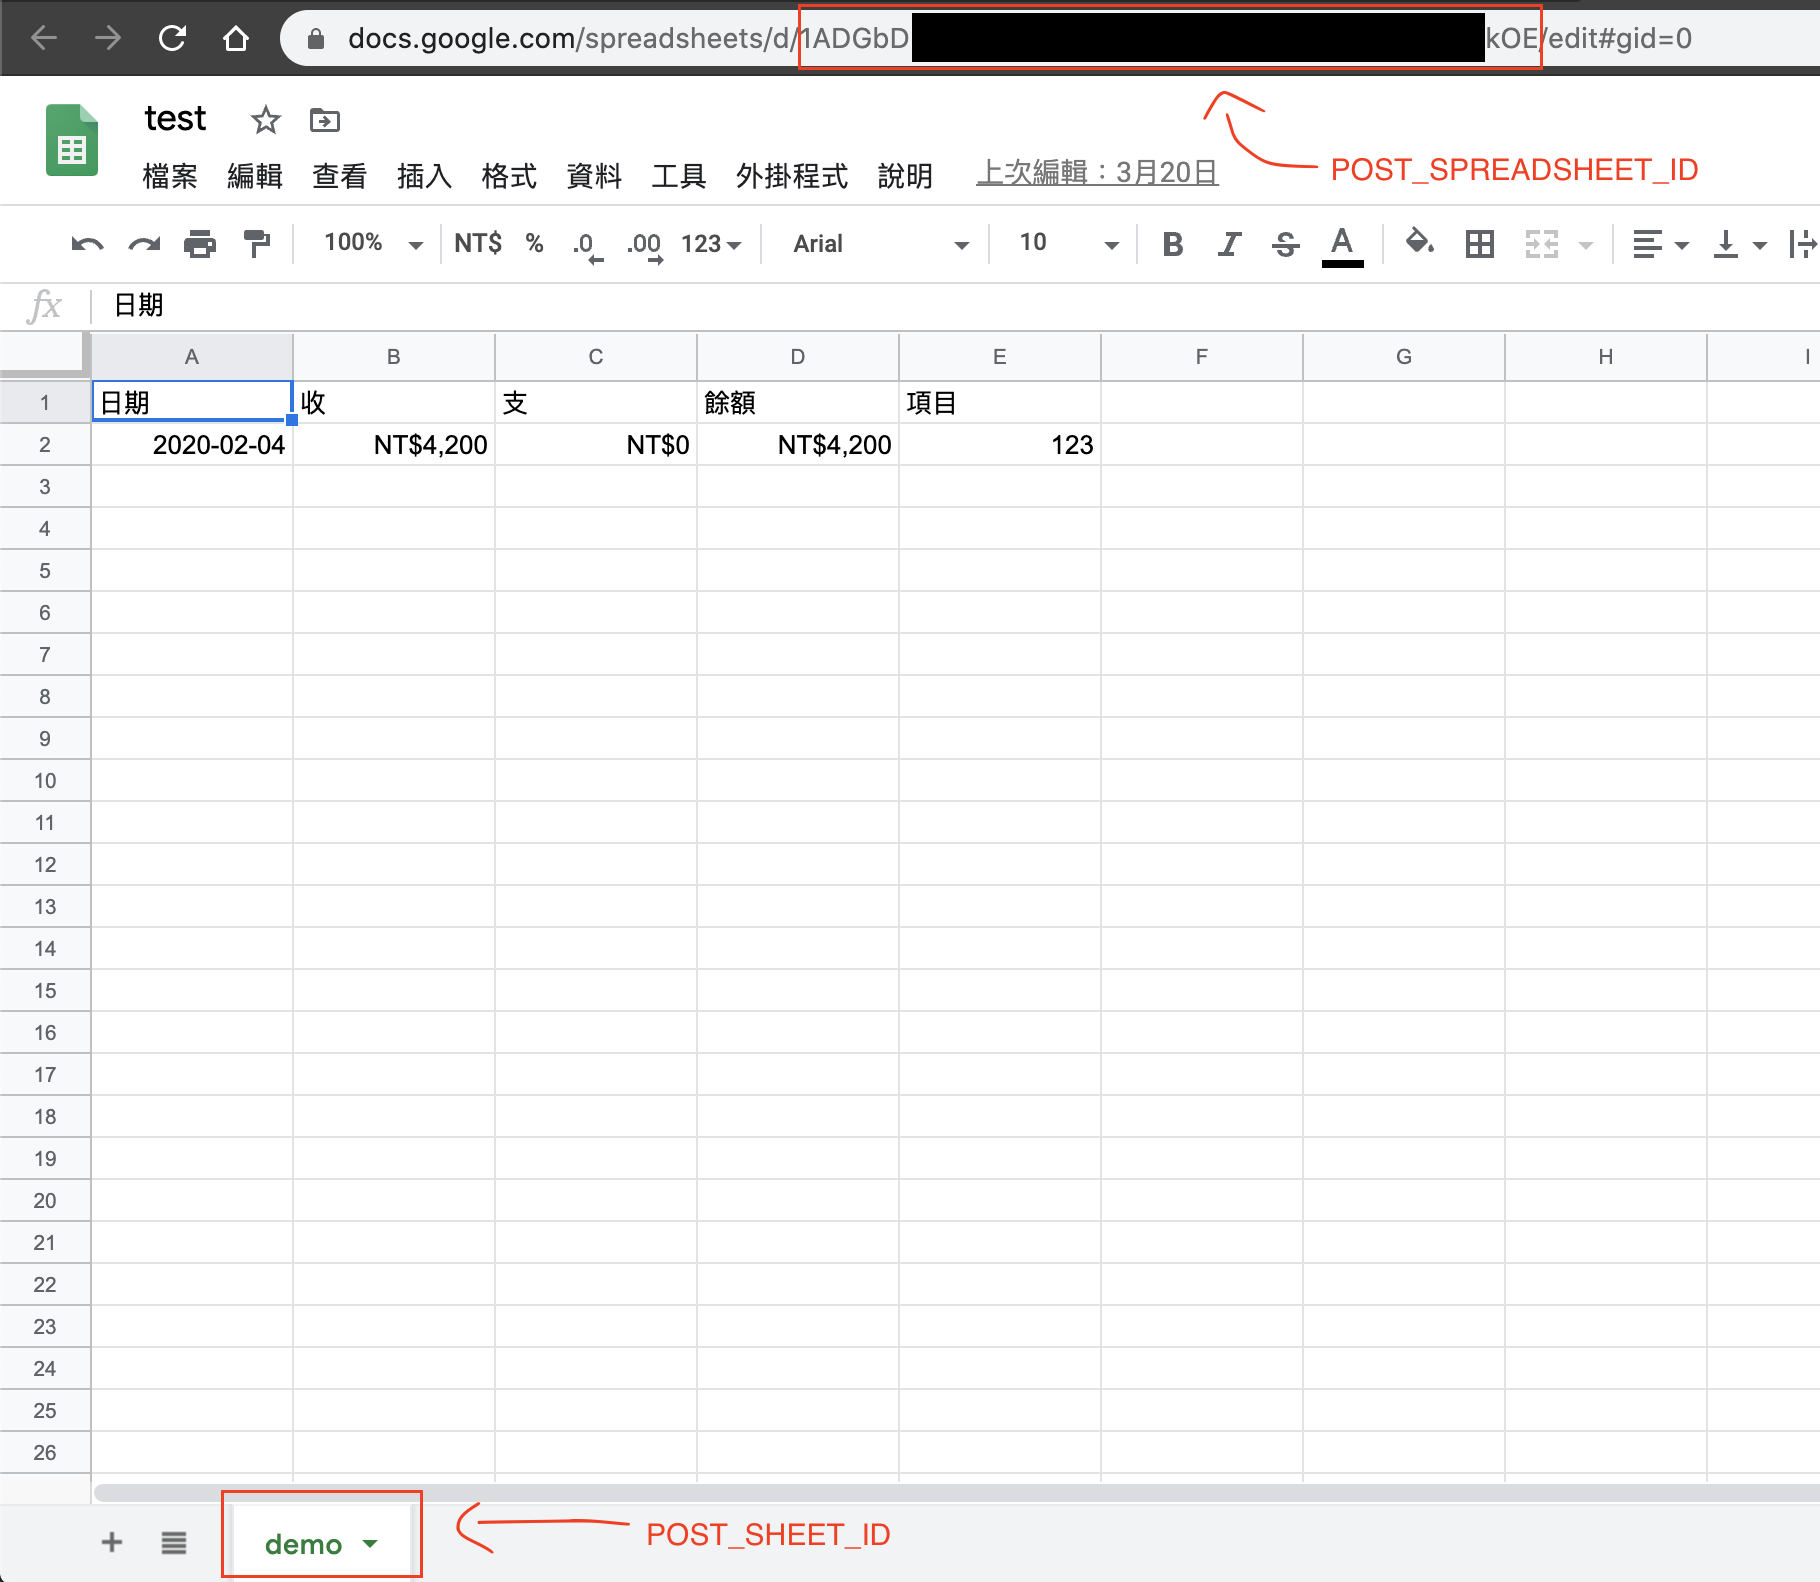 docs.google.com/spreadsheets/d/1ADGbD kOE/edit#gid=0
test
檔案 編輯 查看 插入 格式 資料 工具 外掛程式 說明 上次編輯：3月20日
POST_SPREADSHEET_ID
100% NT$ % .0 .00 123 Arial 10 B I S A
fx 日期
A B C D E F G H I
1 日期 收 支 餘額 項目
2 2020-02-04 NT$4,200 NT$0 NT$4,200 123
3
4
5
6
7
8
9
10
11
12
13
14
15
16
17
18
19
20
21
22
23
24
25
26
demo POST_SHEET_ID